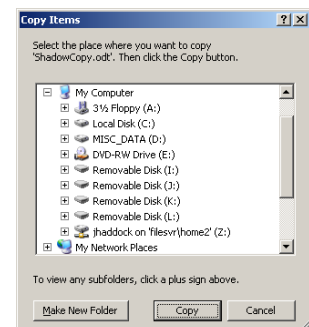 Copy Items
Select the place where you want to copy
'ShadowCopy.odt'. Then click the Copy button.
My Computer
3½ Floppy (A:)
Local Disk (C:)
MISC_DATA (D:)
DVD-RW Drive (E:)
Removable Disk (I:)
Removable Disk (J:)
Removable Disk (K:)
Removable Disk (L:)
jhaddock on 'filesvr\home2' (Z:)
My Network Places
To view any subfolders, click a plus sign above.
Make New Folder Copy Cancel